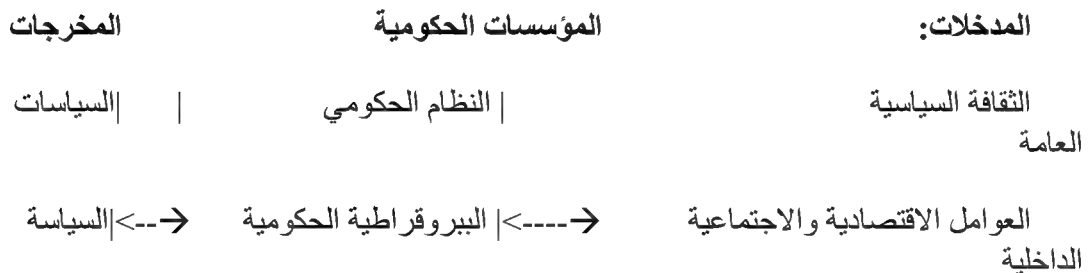 المدخلات: المؤسسات الحكومية المخرجات
الثقافة السياسية | النظام الحكومي | |السياسات
العامة
العوامل الاقتصادية والاجتماعية →---->| البيروقراطية الحكومية →-->|السياسة
الداخلية